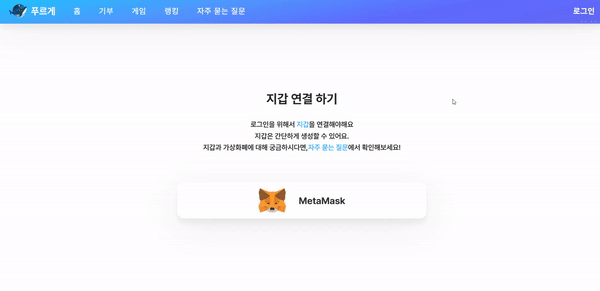 푸르게 홈 기부 게임 랭킹 자주 묻는 질문 로그인
지갑 연결 하기
로그인을 위해서 지갑을 연결해야해요
지갑은 간단하게 생성할 수 있어요.
지갑과 가상화폐에 대해 궁금하시다면,자주 묻는 질문에서 확인해보세요!
MetaMask